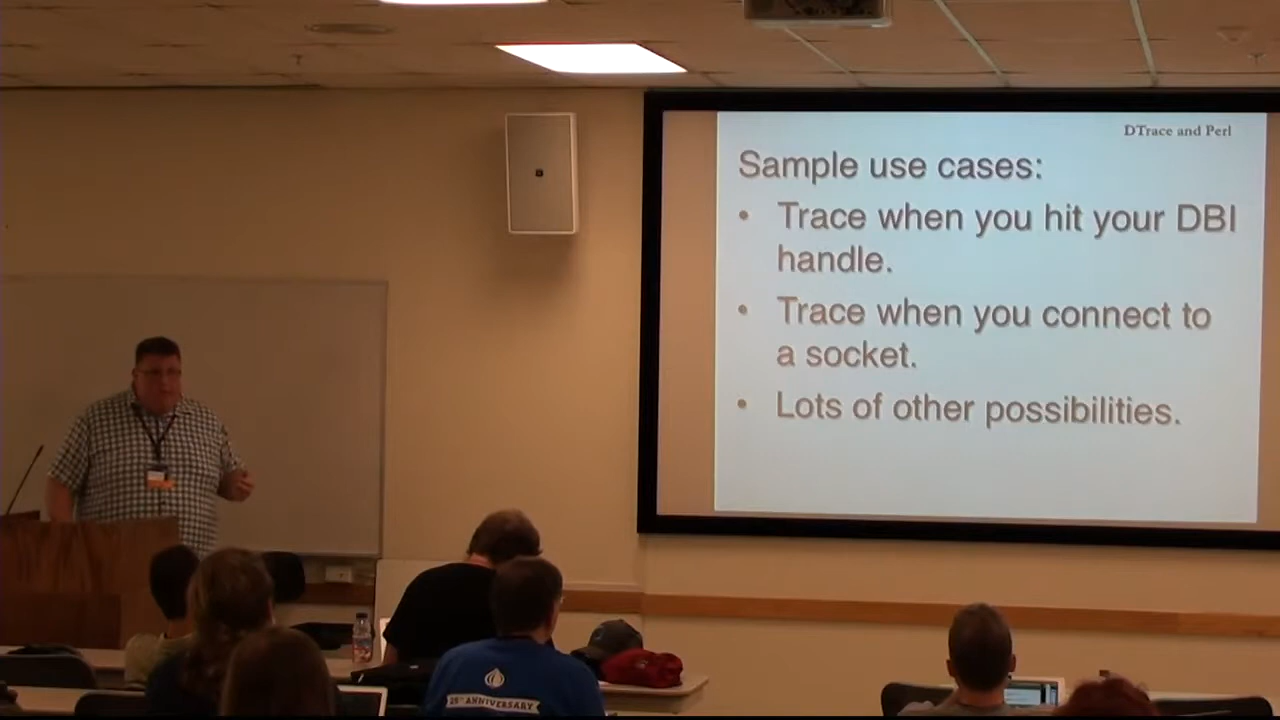 DTrace and Perl
Sample use cases:
• Trace when you hit your DBI
handle.
• Trace when you connect to
a socket.
• Lots of other possibilities.
25TH ANNIVERSARY